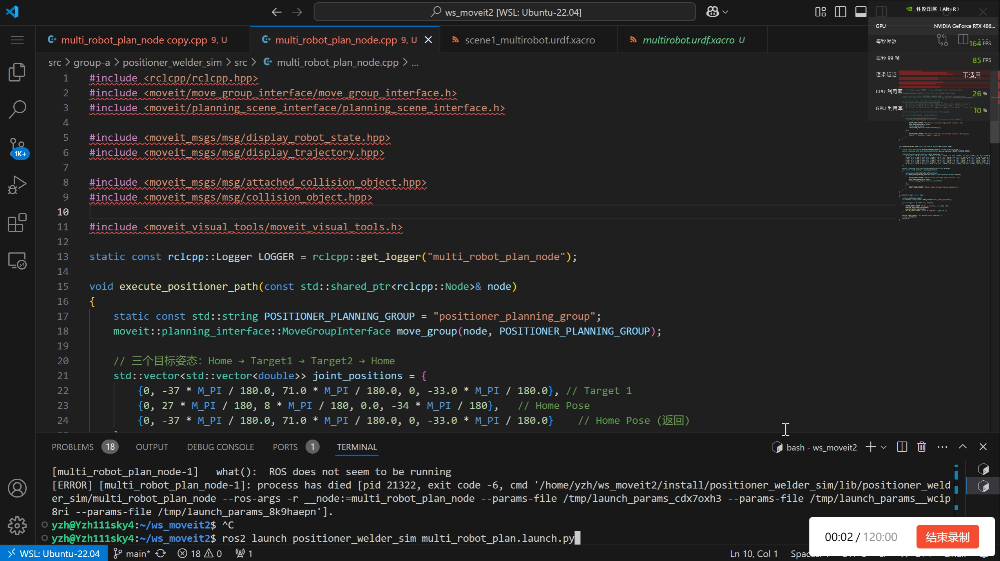 ws_moveit2 [WSL: Ubuntu-22.04]
性能图层（Alt+R）
GPU NVIDIA GeForce RTX 406...
每秒帧数 164 FPS
每秒 99 帧 85 FPS
渲染延迟 不适用
CPU 利用率 26 %
GPU 利用率 10 %
multi_robot_plan_node copy.cpp 9, U
multi_robot_plan_node.cpp 9, U
scene1_multirobot.urdf.xacro
multirobot.urdf.xacro U
src > group-a > positioner_welder_sim > src > multi_robot_plan_node.cpp > ...
1 #include <rclcpp/rclcpp.hpp>
2 #include <moveit/move_group_interface/move_group_interface.h>
3 #include <moveit/planning_scene_interface/planning_scene_interface.h>
4
5 #include <moveit_msgs/msg/display_robot_state.hpp>
6 #include <moveit_msgs/msg/display_trajectory.hpp>
7
8 #include <moveit_msgs/msg/attached_collision_object.hpp>
9 #include <moveit_msgs/msg/collision_object.hpp>
10
11 #include <moveit_visual_tools/moveit_visual_tools.h>
12
13 static const rclcpp::Logger LOGGER = rclcpp::get_logger("multi_robot_plan_node");
14
15 void execute_positioner_path(const std::shared_ptr<rclcpp::Node>& node)
16 {
17 static const std::string POSITIONER_PLANNING_GROUP = "positioner_planning_group";
18 moveit::planning_interface::MoveGroupInterface move_group(node, POSITIONER_PLANNING_GROUP);
19
20 // 三个目标姿态：Home → Target1 → Target2 → Home
21 std::vector<std::vector<double>> joint_positions = {
22 {0, -37 * M_PI / 180.0, 71.0 * M_PI / 180.0, 0, -33.0 * M_PI / 180.0}, // Target 1
23 {0, 27 * M_PI / 180, 8 * M_PI / 180, 0.0, -34 * M_PI / 180}, // Home Pose
24 {0, -37 * M_PI / 180.0, 71.0 * M_PI / 180.0, 0, -33.0 * M_PI / 180.0} // Home Pose (返回)
1K+
PROBLEMS 18 OUTPUT DEBUG CONSOLE PORTS 1 TERMINAL
bash - ws_moveit2
[multi_robot_plan_node-1] what(): ROS does not seem to be running
[ERROR] [multi_robot_plan_node-1]: process has died [pid 21322, exit code -6, cmd '/home/yzh/ws_moveit2/install/positioner_welder_sim/lib/positioner_weld
er_sim/multi_robot_plan_node --ros-args -r __node:=multi_robot_plan_node --params-file /tmp/launch_params_cdx7oxh3 --params-file /tmp/launch_params__wcip
8ri --params-file /tmp/launch_params_8k9haepn'].
yzh@Yzh111sky4:~/ws_moveit2$ ^C
yzh@Yzh111sky4:~/ws_moveit2$ ros2 launch positioner_welder_sim multi_robot_plan.launch.py
00:02 / 120:00 结束录制
WSL: Ubuntu-22.04 main* 18 0 1
Ln 10, Col 1